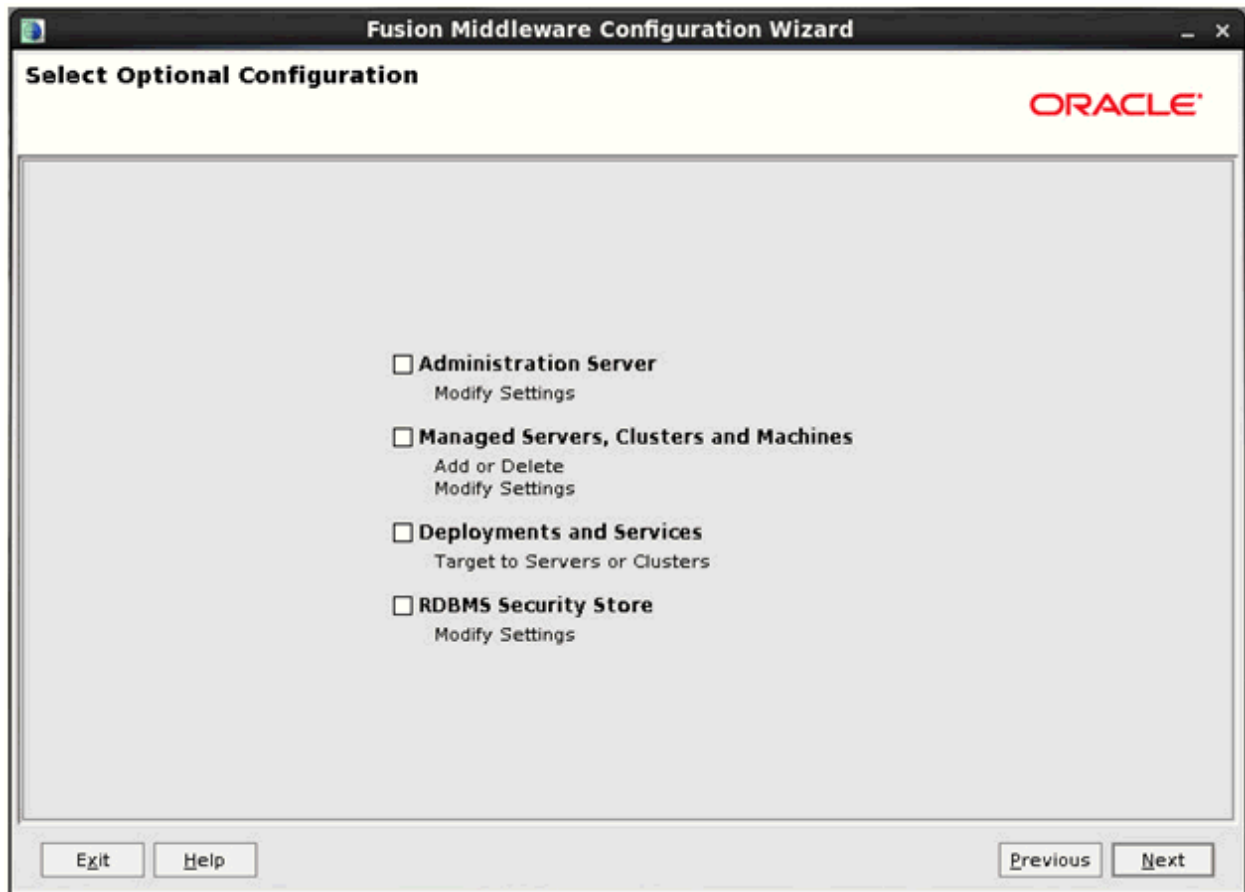 Fusion Middleware Configuration Wizard
Select Optional Configuration
ORACLE
Administration Server
Modify Settings
Managed Servers, Clusters and Machines
Add or Delete
Modify Settings
Deployments and Services
Target to Servers or Clusters
RDBMS Security Store
Modify Settings
Exit
Help
Previous
Next